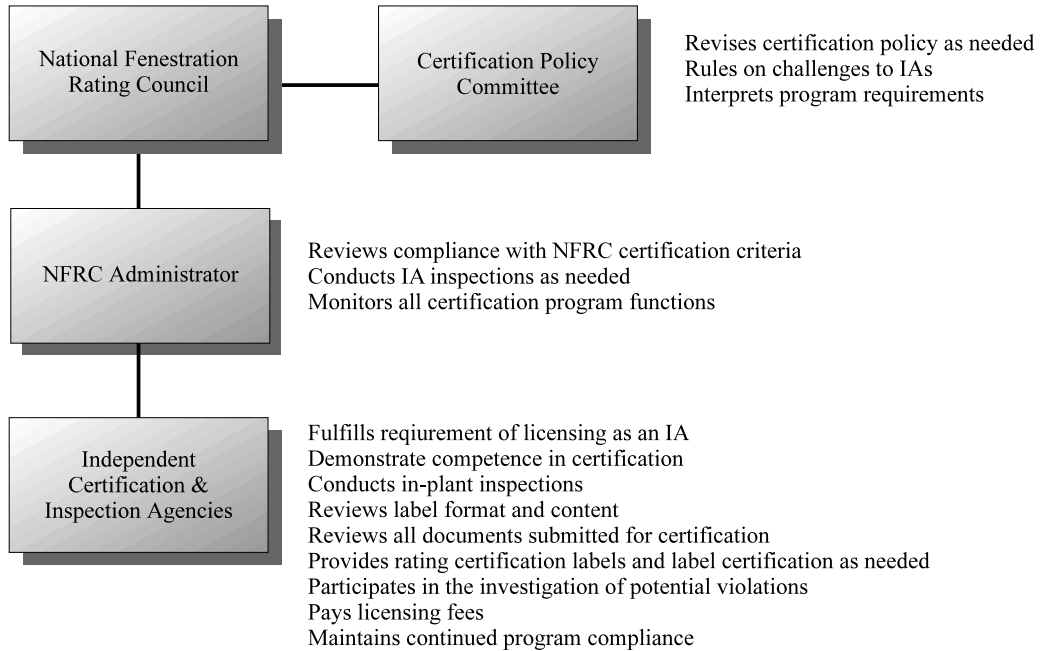 National Fenestration
Rating Council
Certification Policy
Committee
Revises certification policy as needed
Rules on challenges to IAs
Interprets program requirements
NFRC Administrator
Reviews compliance with NFRC certification criteria
Conducts IA inspections as needed
Monitors all certification program functions
Independent
Certification &
Inspection Agencies
Fulfills reqiurement of licensing as an IA
Demonstrate competence in certification
Conducts in-plant inspections
Reviews label format and content
Reviews all documents submitted for certification
Provides rating certification labels and label certification as needed
Participates in the investigation of potential violations
Pays licensing fees
Maintains continued program compliance